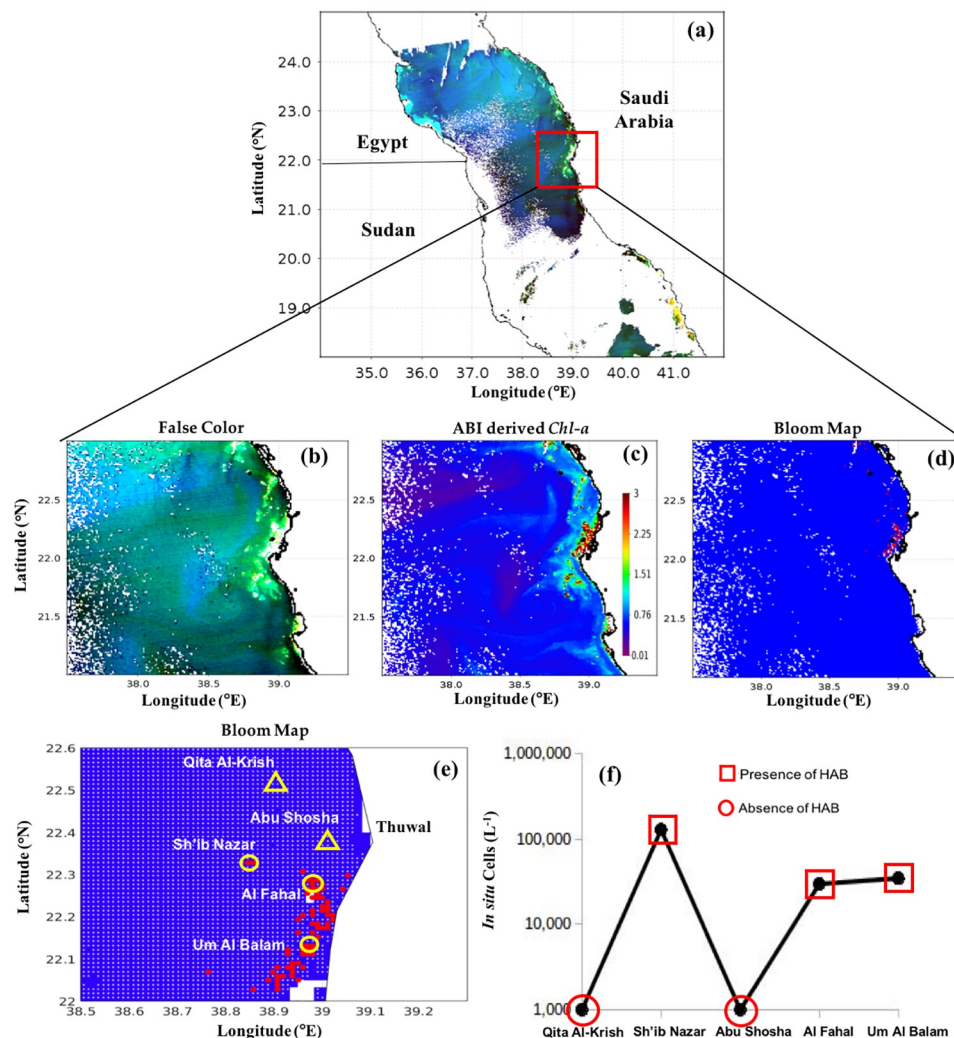 (a)
24.0
23.0
22.0
21.0
20.0
19.0
Latitude (°N)
Saudi
Arabia
Egypt
Sudan
35.0 36.0 37.0 38.0 39.0 40.0 41.0
Longitude (°E)
False Color
(b)
22.5
22.0
21.5
Latitude (°N)
38.0 38.5 39.0
Longitude (°E)
ABI derived Chl-a
(c)
3
2.25
1.51
0.76
0.01
22.5
22.0
21.5
Latitude (°N)
38.0 38.5 39.0
Longitude (°E)
Bloom Map
(d)
22.5
22.0
21.5
Latitude (°N)
38.0 38.5 39.0
Longitude (°E)
Bloom Map
(e)
22.6
22.5
22.4
22.3
22.2
22.1
22
Latitude (°N)
Qita Al-Krish
Abu Shosha
Thuwal
Sh'ib Nazar
Al Fahal
Um Al Balam
38.5 38.6 38.7 38.8 38.9 39 39.1 39.2
Longitude (°E)
(f)
1,000,000
100,000
10,000
1,000
In situ Cells (L-1)
Presence of HAB
Absence of HAB
Qita Al-Krish Sh'ib Nazar Abu Shosha Al Fahal Um Al Balam